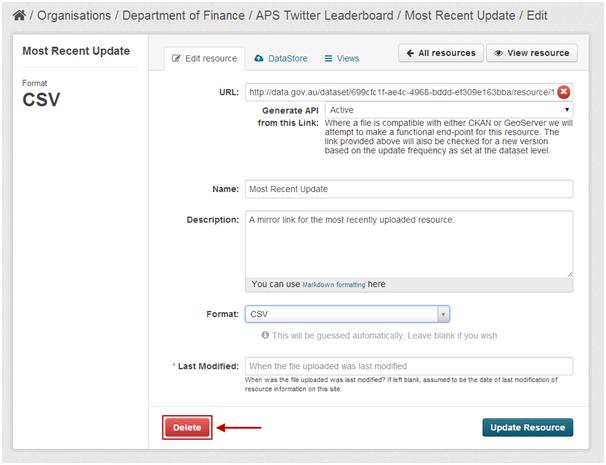 / Organisations / Department of Finance / APS Twitter Leaderboard / Most Recent Update / Edit
Most Recent Update
Format
CSV
Edit resource
DataStore
Views
All resources
View resource
URL: http://data.gov.au/dataset/699cfc1f-ae4c-4968-bddd-ef309e163bba/resource/1
Generate API Active
from this Link: Where a file is compatible with either CKAN or GeoServer we will
attempt to make a functional end-point for this resource. The
link provided above will also be checked for a new version
based on the update frequency as set at the dataset level.
Name: Most Recent Update
Description: A mirror link for the most recently uploaded resource.
You can use Markdown formatting here
Format: CSV
This will be guessed automatically. Leave blank if you wish
* Last Modified: When the file uploaded was last modified
When was the file uploaded was last modified? If left blank, assumed to be the date of last modification of
resource information on this site.
Delete
Update Resource